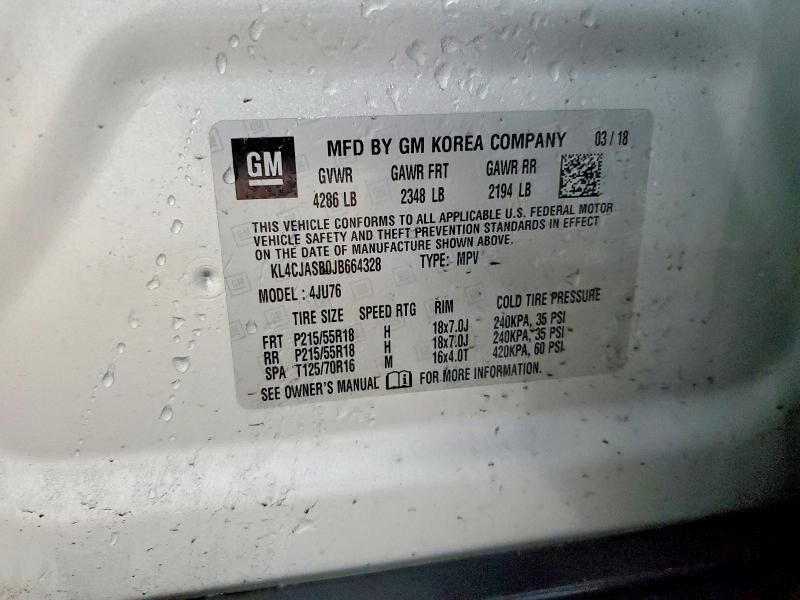 GM
MFD BY GM KOREA COMPANY 03 / 18
GVWR GAWR FRT GAWR RR
4286 LB 2348 LB 2194 LB
THIS VEHICLE CONFORMS TO ALL APPLICABLE U.S. FEDERAL MOTOR
VEHICLE SAFETY AND THEFT PREVENTION STANDARDS IN EFFECT
ON THE DATE OF MANUFACTURE SHOWN ABOVE.
KL4CJASB0JB664328 TYPE: MPV
MODEL : 4JU76
TIRE SIZE SPEED RTG RIM COLD TIRE PRESSURE
FRT P215/55R18 H 18x7.0J 240KPA, 35 PSI
RR P215/55R18 H 18x7.0J 240KPA, 35 PSI
SPA T125/70R16 M 16x4.0T 420KPA, 60 PSI
SEE OWNER'S MANUAL FOR MORE INFORMATION.